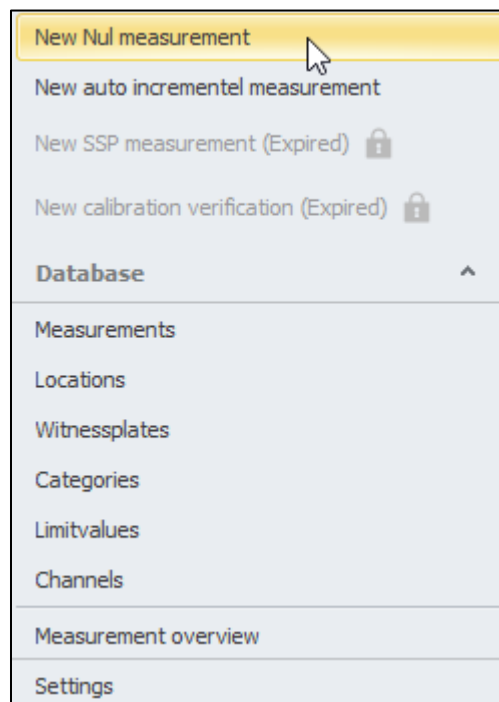 New Nul measurement
New auto incrementel measurement
New SSP measurement (Expired)
New calibration verification (Expired)
Database
Measurements
Locations
Witnessplates
Categories
Limitvalues
Channels
Measurement overview
Settings